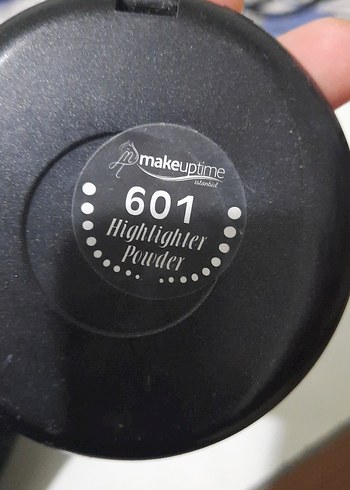 makeuptime
istanbul
601
Highlighter
Powder